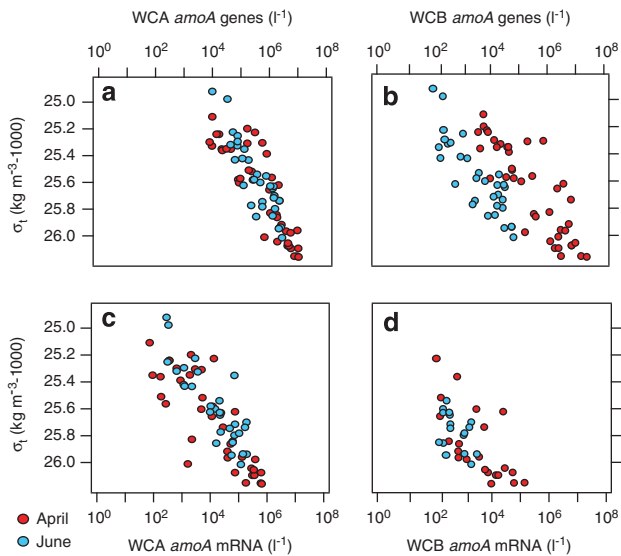 WCA amoA genes (l⁻¹) WCB amoA genes (l⁻¹)
10⁰ 10² 10⁴ 10⁶ 10⁸ 10⁰ 10² 10⁴ 10⁶ 10⁸
a b
25.0
25.2
25.4
25.6
25.8
26.0
σt (kg m⁻³-1000)
c d
25.0
25.2
25.4
25.6
25.8
26.0
σt (kg m⁻³-1000)
10⁰ 10² 10⁴ 10⁶ 10⁸ 10⁰ 10² 10⁴ 10⁶ 10⁸
April
June
WCA amoA mRNA (l⁻¹) WCB amoA mRNA (l⁻¹)